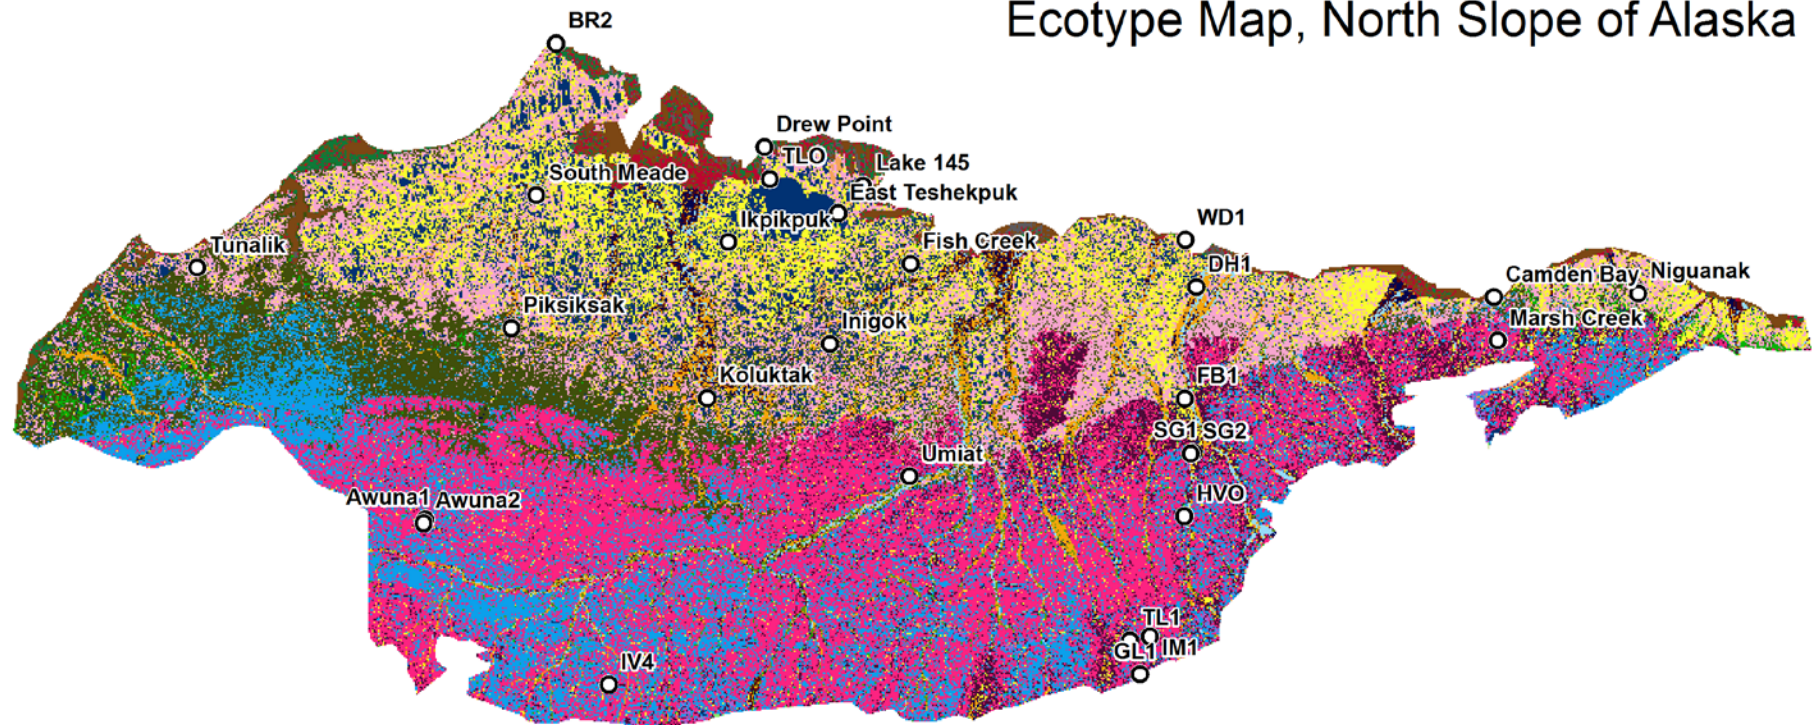 Ecotype Map, North Slope of Alaska
BR2
Drew Point
TLO
Lake 145
South Meade
East Teshekpuk
Ikpikpuk
WD1
Tunalik
Fish Creek
DH1
Camden Bay
Niguanak
Piksiksak
Inigok
Marsh Creek
Koluktak
FB1
SG1 SG2
Umiat
Awuna1 Awuna2
HVO
TL1
GL1 IM1
IV4